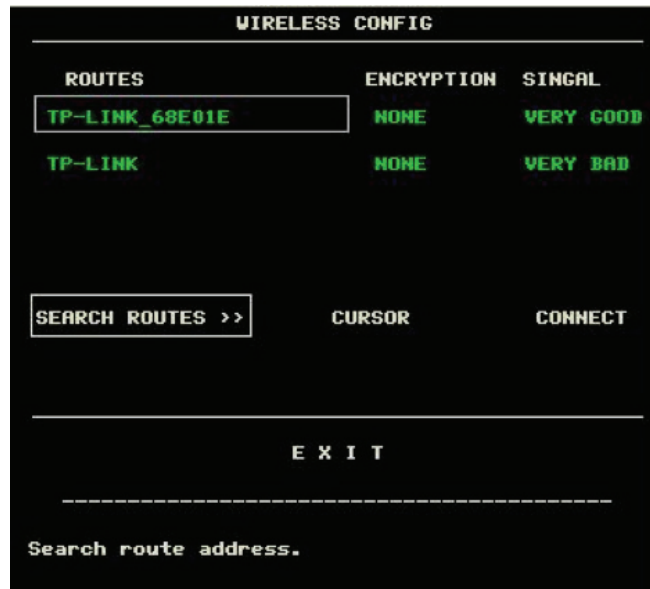 WIRELESS CONFIG
ROUTES ENCRYPTION SINGAL
TP-LINK_68E01E NONE VERY GOOD
TP-LINK NONE VERY BAD
SEARCH ROUTES >> CURSOR CONNECT
E X I T
Search route address.